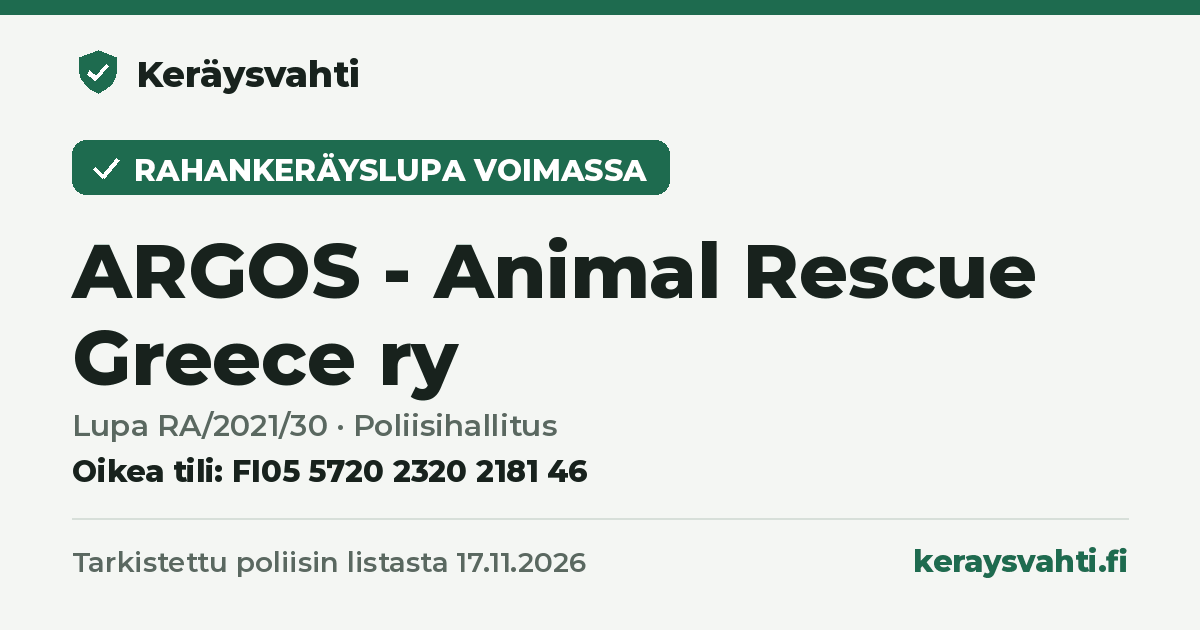 Keräysvahti
RAHANKERÄYSLUPA VOIMASSA
ARGOS - Animal Rescue
Greece ry
Lupa RA/2021/30 · Poliisihallitus
Oikea tili: FI05 5720 2320 2181 46
Tarkistettu poliisin listasta 17.11.2026
keraysvahti.fi